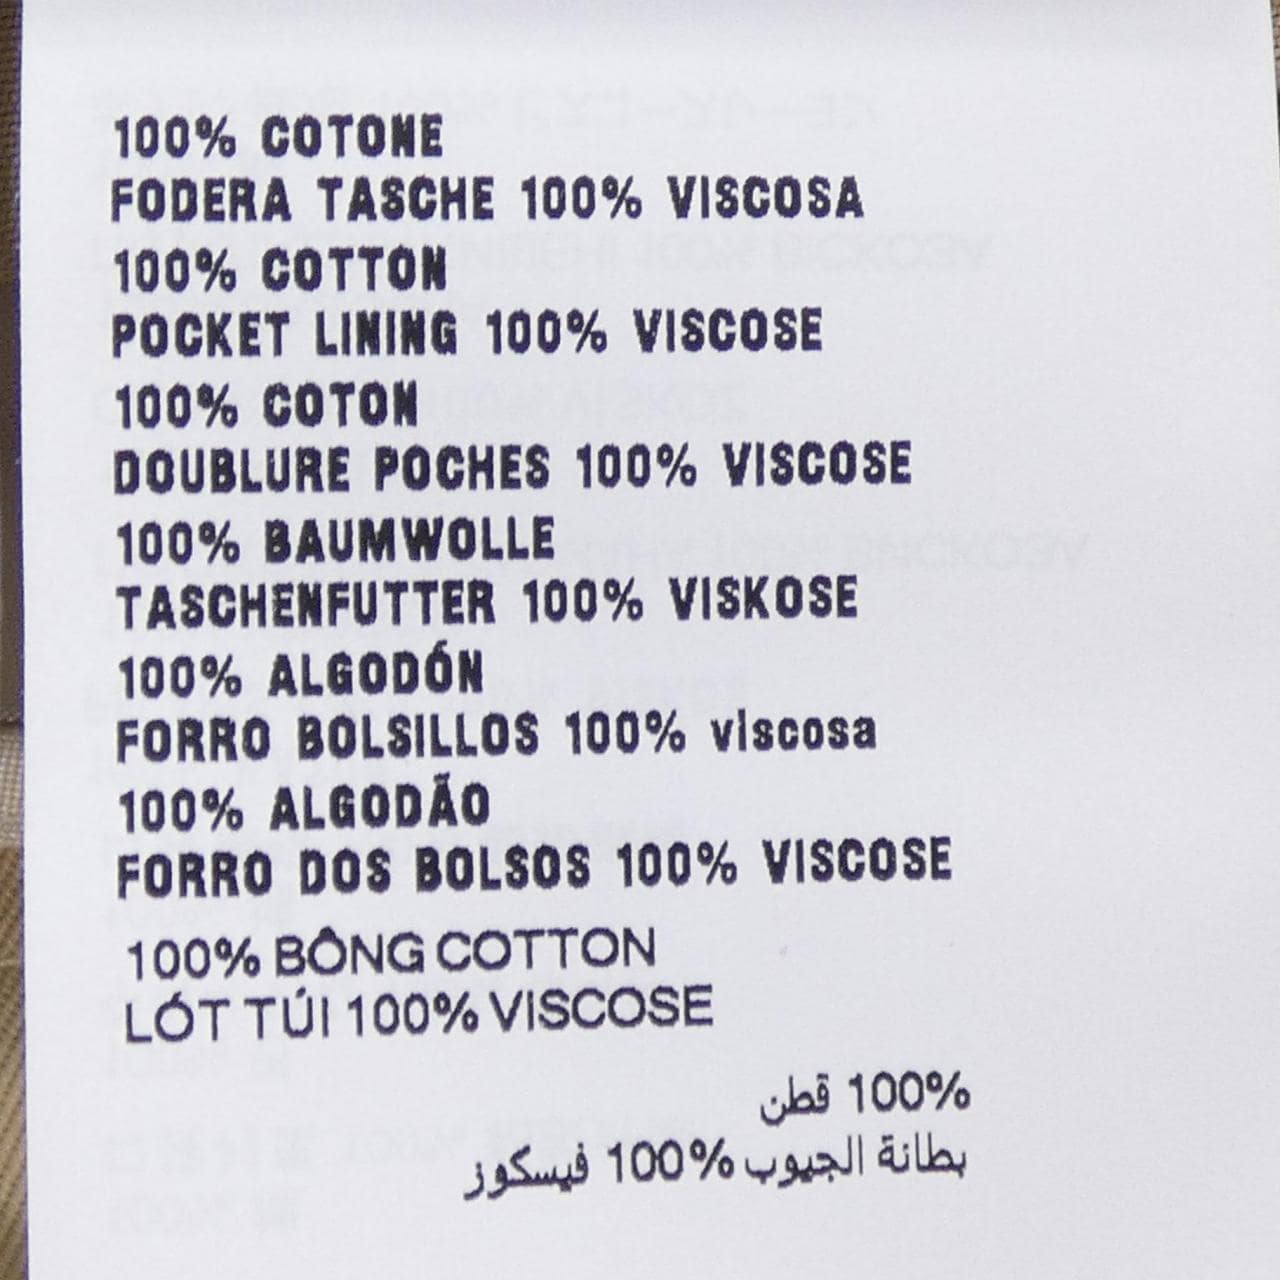 100% COTONE
FODERA TASCHE 100% VISCOSA
100% COTTON
POCKET LINING 100% VISCOSE
100% COTON
DOUBLURE POCHES 100% VISCOSE
100% BAUMWOLLE
TASCHENFUTTER 100% VISKOSE
100% ALGODÓN
FORRO BOLSILLOS 100% viscosa
100% ALGODÃO
FORRO DOS BOLSOS 100% VISCOSE
100% BÔNG COTTON
LÓT TÚI 100% VISCOSE
100% قطن
بطانة الجيوب 100% فيسكوز